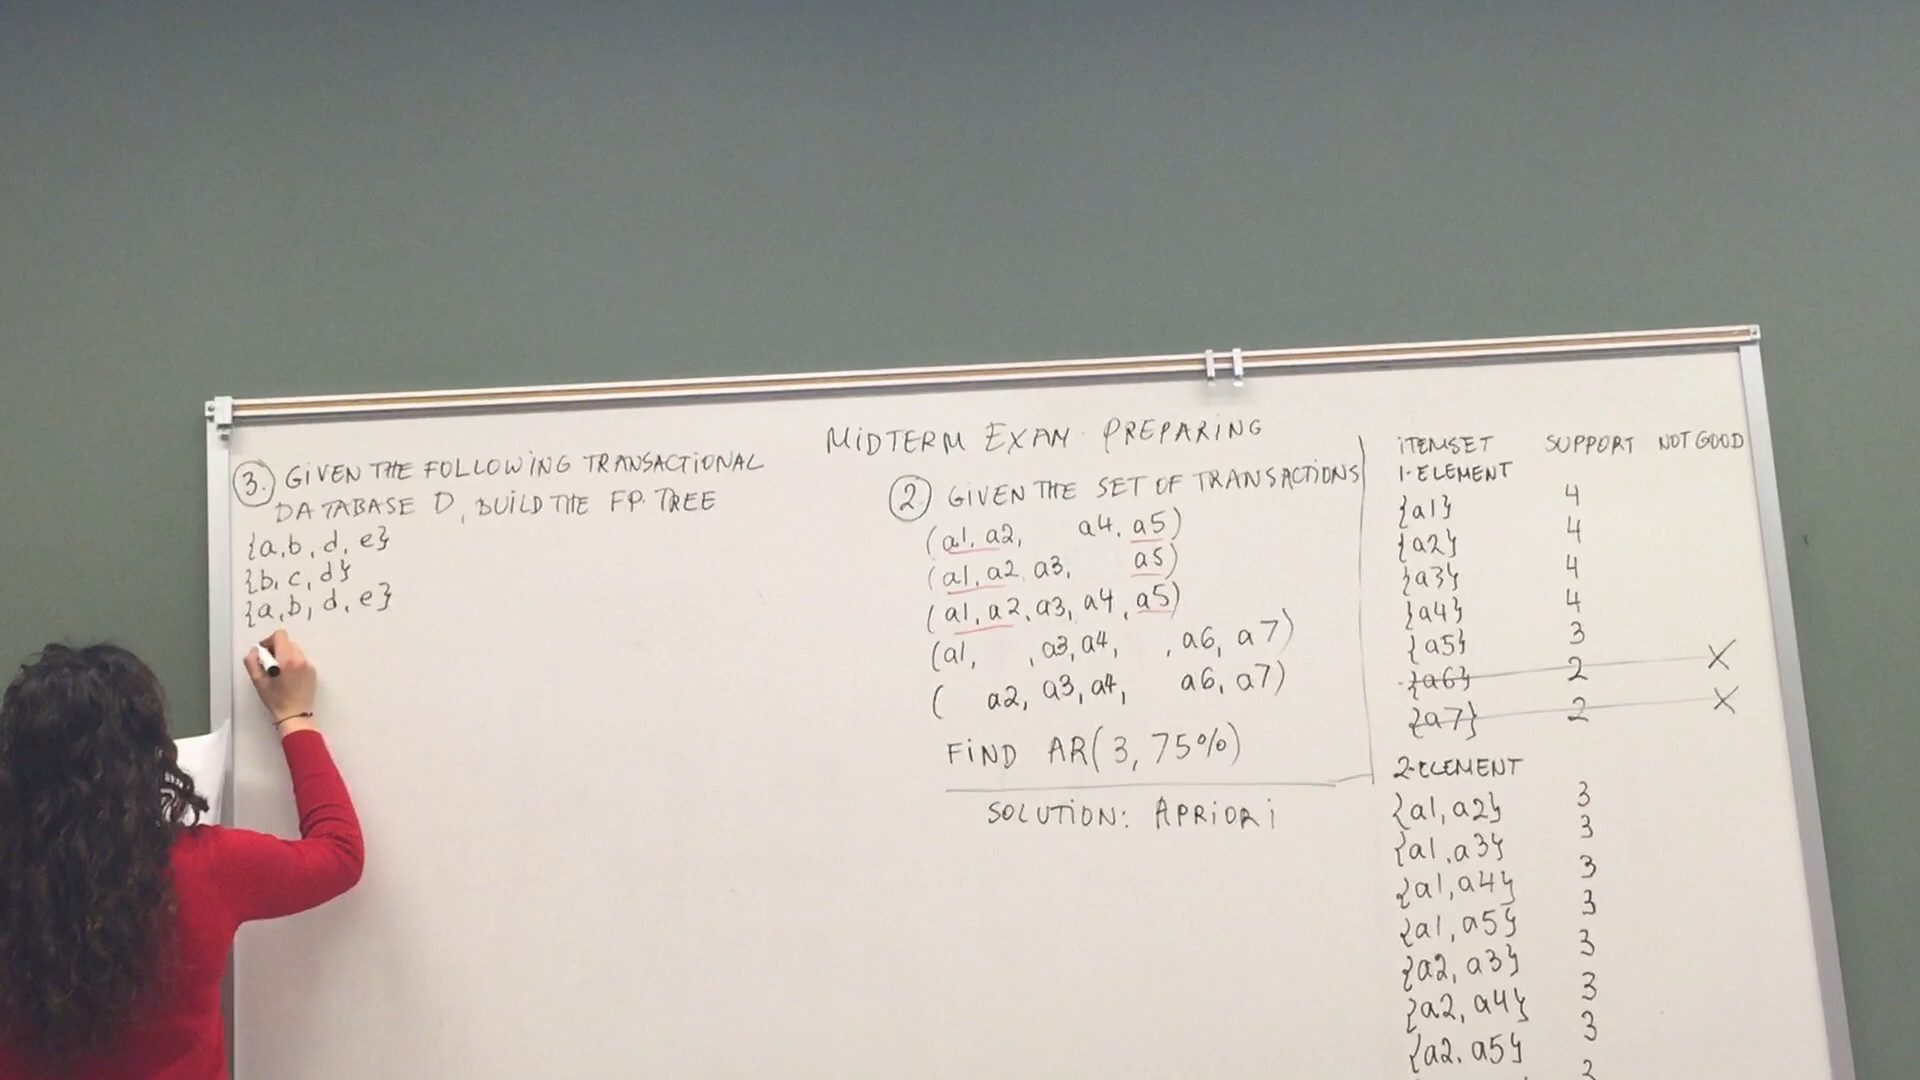 MIDTERM EXAM PREPARING
3. GIVEN THE FOLLOWING TRANSACTIONAL
DATABASE D, BUILD THE FP TREE
{a,b,d,e}
{b,c,d}
{a,b,d,e}
2 GIVEN THE SET OF TRANSACTIONS
(a1, a2, a4, a5)
(a1, a2, a3, a5)
(a1, a2, a3, a4, a5)
(a1, , a3, a4, , a6, a7)
( a2, a3, a4, a6, a7)
FIND AR(3, 75%)
SOLUTION: APRIORI
ITEMSET SUPPORT NOT GOOD
1-ELEMENT
{a1} 4
{a2} 4
{a3} 4
{a4} 4
{a5} 3
{a6} 2 X
{a7} 2 X
2-ELEMENT
{a1, a2} 3
{a1, a3} 3
{a1, a4} 3
{a1, a5} 3
{a2, a3} 3
{a2, a4} 3
{a2, a5} 3